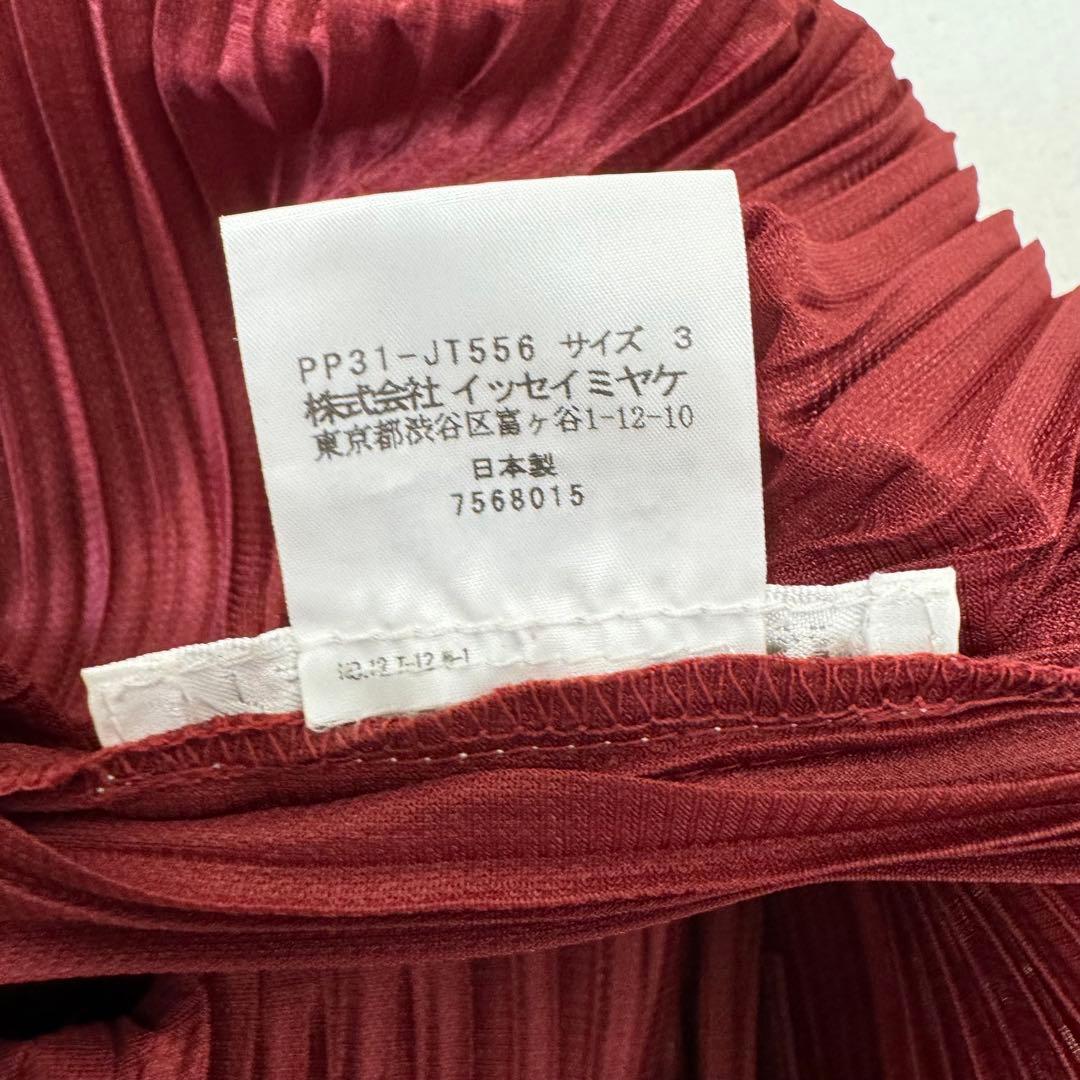 PP31-JT556 サイズ 3
株式会社 イッセイミヤケ
東京都渋谷区富ヶ谷1-12-10
日本製
7568015